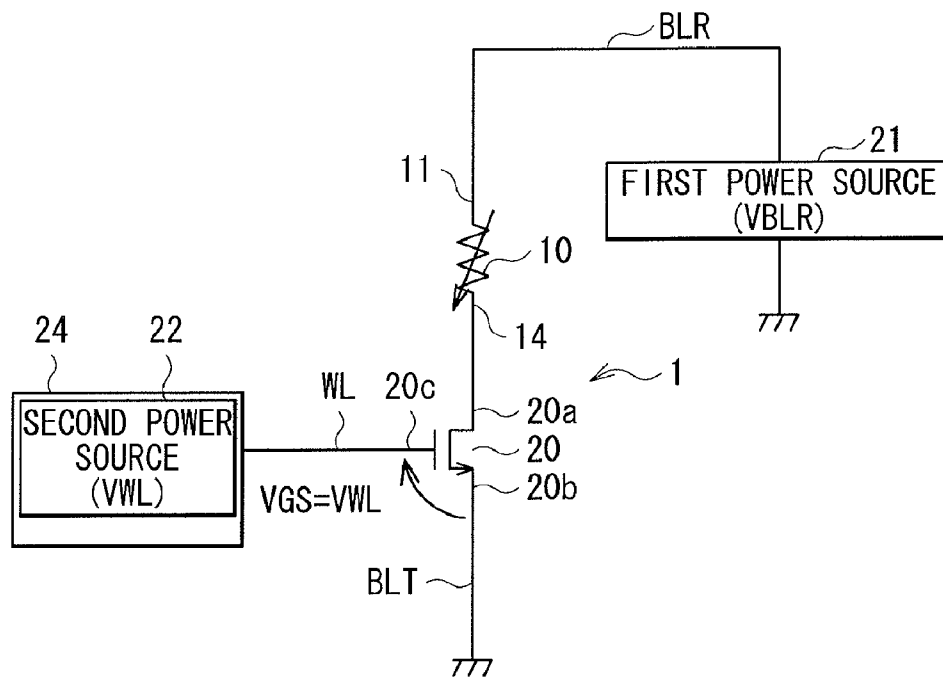 BLR
21
FIRST POWER SOURCE
(VBLR)
11
10
14
24
22
1
WL
20c
20a
SECOND POWER
SOURCE
(VWL)
20
20b
VGS=VWL
BLT